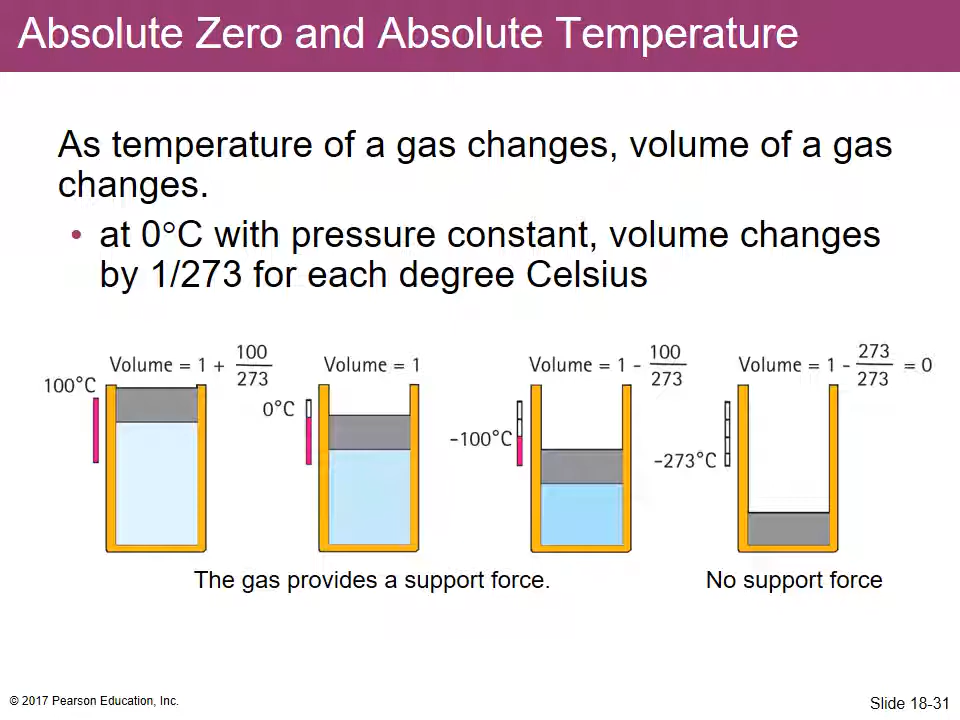 Absolute Zero and Absolute Temperature
As temperature of a gas changes, volume of a gas
changes.
• at 0°C with pressure constant, volume changes
by 1/273 for each degree Celsius
Volume = 1 + 100/273
100°C
Volume = 1
0°C
Volume = 1 - 100/273
-100°C
Volume = 1 - 273/273 = 0
-273°C
The gas provides a support force.
No support force
© 2017 Pearson Education, Inc.
Slide 18-31